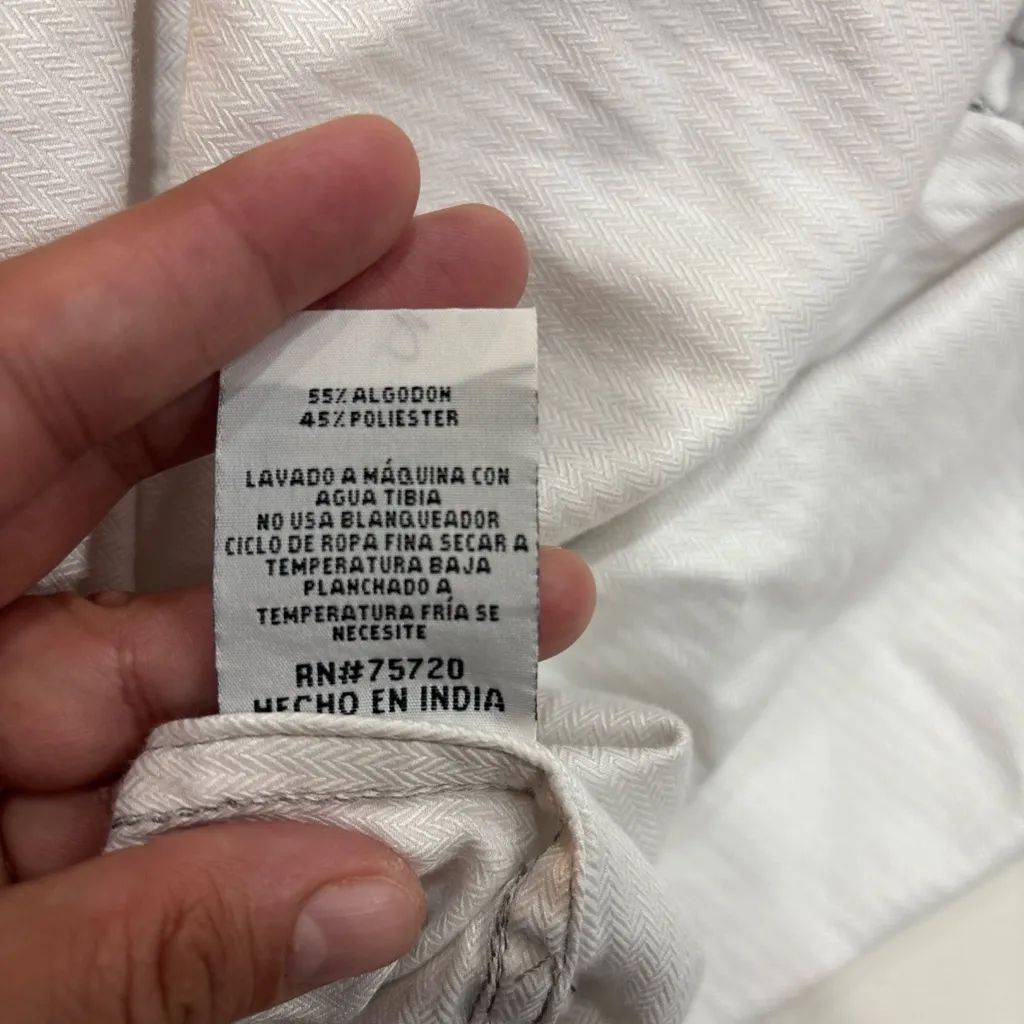 55% ALGODON
45% POLIESTER
LAVADO A MÁQUINA CON
AGUA TIBIA
NO USA BLANQUEADOR
CICLO DE ROPA FINA SECAR A
TEMPERATURA BAJA
PLANCHADO A
TEMPERATURA FRÍA SE
NECESITE
RN#75720
HECHO EN INDIA